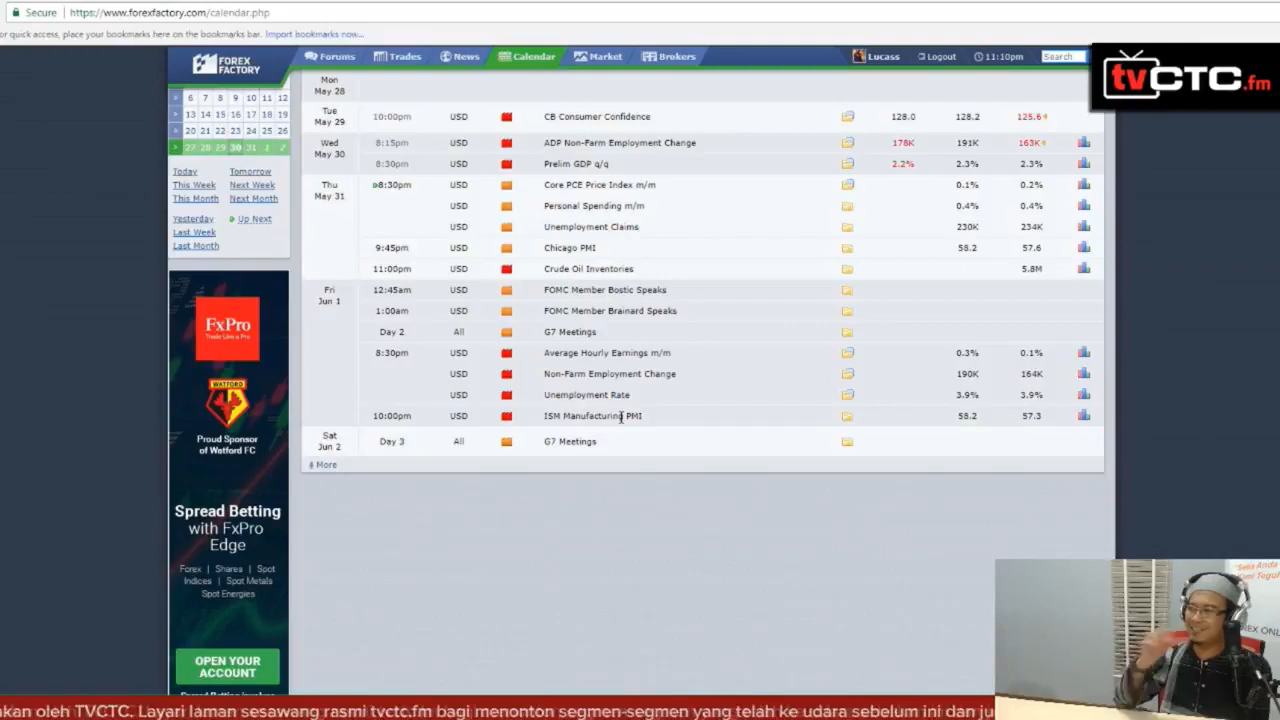 Secure https://www.forexfactory.com/calendar.php
or quick access, place your bookmarks here on the bookmarks bar. Import bookmarks now...
FOREX FACTORY
Forums Trades News Calendar Market Brokers Lucass Logout 11:10pm Search
tvCTC.fm
6 7 8 9 10 11 12
13 14 15 16 17 18 19
20 21 22 23 24 25 26
27 28 29 30 31 1 2
Today Tomorrow
This Week Next Week
This Month Next Month
Yesterday Up Next
Last Week
Last Month
Mon
May 28
Tue
May 29
10:00pm USD CB Consumer Confidence 128.0 128.2 125.6
Wed
May 30
8:15pm USD ADP Non-Farm Employment Change 178K 191K 163K
8:30pm USD Prelim GDP q/q 2.2% 2.3% 2.3%
Thu
May 31
8:30pm USD Core PCE Price Index m/m 0.1% 0.2%
USD Personal Spending m/m 0.4% 0.4%
USD Unemployment Claims 230K 234K
9:45pm USD Chicago PMI 58.2 57.6
11:00pm USD Crude Oil Inventories 5.8M
Fri
Jun 1
12:45am USD FOMC Member Bostic Speaks
1:00am USD FOMC Member Brainard Speaks
Day 2 All G7 Meetings
8:30pm USD Average Hourly Earnings m/m 0.3% 0.1%
USD Non-Farm Employment Change 190K 164K
USD Unemployment Rate 3.9% 3.9%
10:00pm USD ISM Manufacturing PMI 58.2 57.3
Sat
Jun 2
Day 3 All G7 Meetings
More
FxPro
Trade Like a Pro
WATFORD
Proud Sponsor
of Watford FC
Spread Betting
with FxPro
Edge
Forex | Shares | Spot
Indices | Spot Metals
Spot Energies
OPEN YOUR
ACCOUNT
"Setia Anda
Kami Teguh
OREX ONL
akan oleh TVCTC. Layari laman sesawang rasmi tvctc.fm bagi menonton segmen-segmen yang telah ke udara sebelum ini dan ju